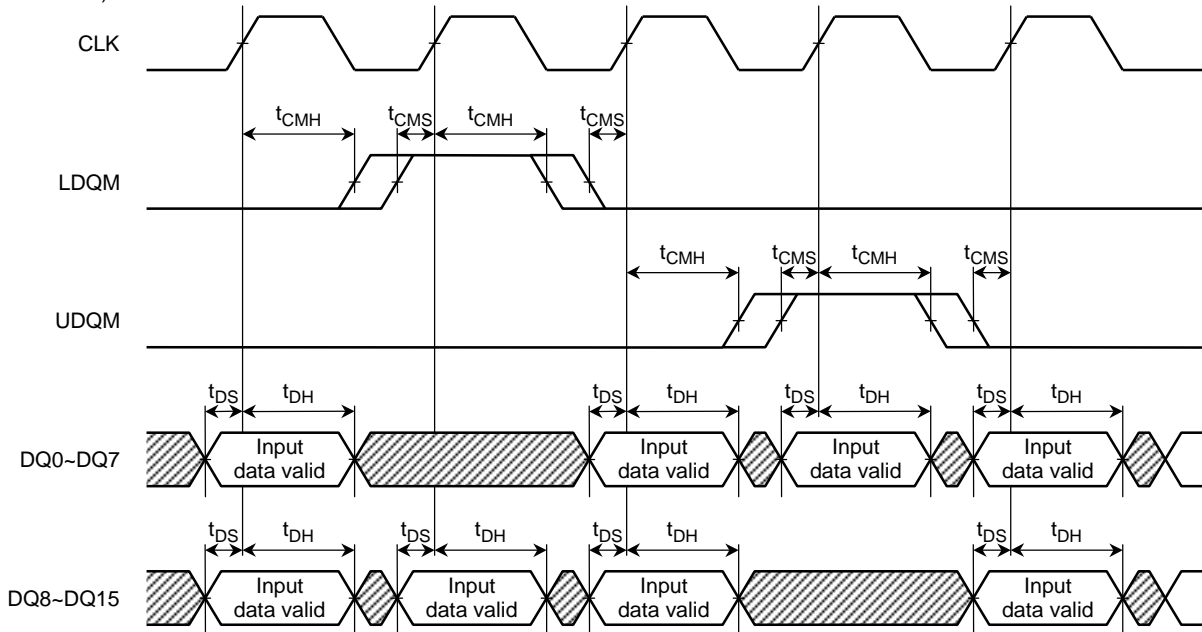 CLK
tCMH tCMS tCMH tCMS
LDQM
tCMH tCMS tCMH tCMS
UDQM
tDS tDH tDS tDH tDS tDH tDS tDH
DQ0~DQ7
Input data valid
Input data valid
Input data valid
Input data valid
tDS tDH tDS tDH tDS tDH tDS tDH
DQ8~DQ15
Input data valid
Input data valid
Input data valid
Input data valid